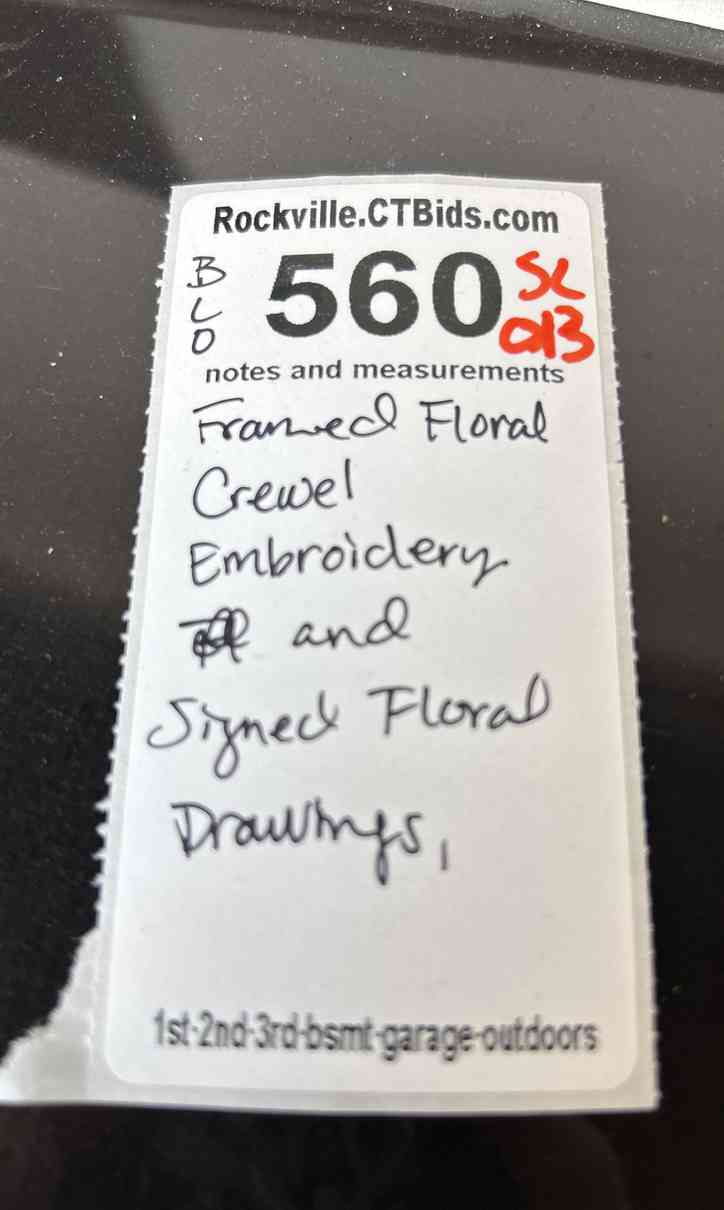 Rockville.CTBids.com
BLO
560
SL
013
notes and measurements
Framed Floral
Crewel
Embroidery
and
Signed Floral
Drawings,
1st-2nd-3rd-bsmt-garage-outdoors